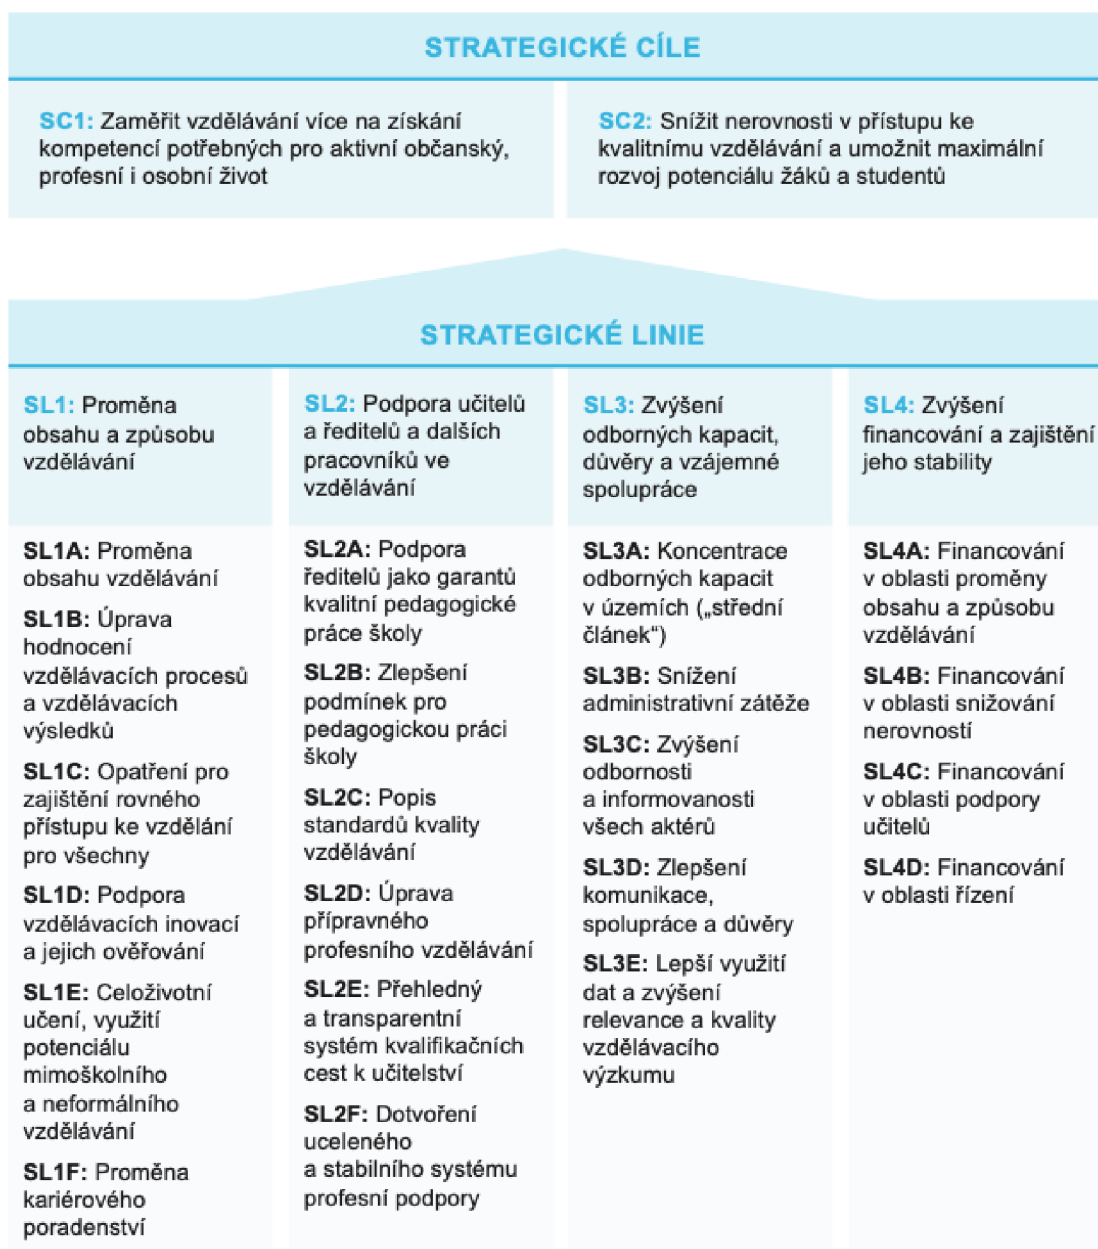 STRATEGICKÉ CÍLE
SC1: Zaměřit vzdělávání více na získání
kompetencí potřebných pro aktivní občanský,
profesní i osobní život
SC2: Snížit nerovnosti v přístupu ke
kvalitnímu vzdělávání a umožnit maximální
rozvoj potenciálu žáků a studentů
STRATEGICKÉ LINIE
SL1: Proměna
obsahu a způsobu
vzdělávání
SL1A: Proměna
obsahu vzdělávání
SL1B: Úprava
hodnocení
vzdělávacích procesů
a vzdělávacích
výsledků
SL1C: Opatření pro
zajištění rovného
přístupu ke vzdělání
pro všechny
SL1D: Podpora
vzdělávacích inovací
a jejich ověřování
SL1E: Celoživotní
učení, využití
potenciálu
mimoškolního
a neformálního
vzdělávání
SL1F: Proměna
kariérového
poradenství
SL2: Podpora učitelů
a ředitelů a dalších
pracovníků ve
vzdělávání
SL2A: Podpora
ředitelů jako garantů
kvalitní pedagogické
práce školy
SL2B: Zlepšení
podmínek pro
pedagogickou práci
školy
SL2C: Popis
standardů kvality
vzdělávání
SL2D: Úprava
přípravného
profesního vzdělávání
SL2E: Přehledný
a transparentní
systém kvalifikačních
cest k učitelství
SL2F: Dotvoření
uceleného
a stabilního systému
profesní podpory
SL3: Zvýšení
odborných kapacit,
důvěry a vzájemné
spolupráce
SL3A: Koncentrace
odborných kapacit
v územích („střední
článek“)
SL3B: Snížení
administrativní zátěže
SL3C: Zvýšení
odbornosti
a informovanosti
všech aktérů
SL3D: Zlepšení
komunikace,
spolupráce a důvěry
SL3E: Lepší využití
dat a zvýšení
relevance a kvality
vzdělávacího
výzkumu
SL4: Zvýšení
financování a zajištění
jeho stability
SL4A: Financování
v oblasti proměny
obsahu a způsobu
vzdělávání
SL4B: Financování
v oblasti snižování
nerovností
SL4C: Financování
v oblasti podpory
učitelů
SL4D: Financování
v oblasti řízení